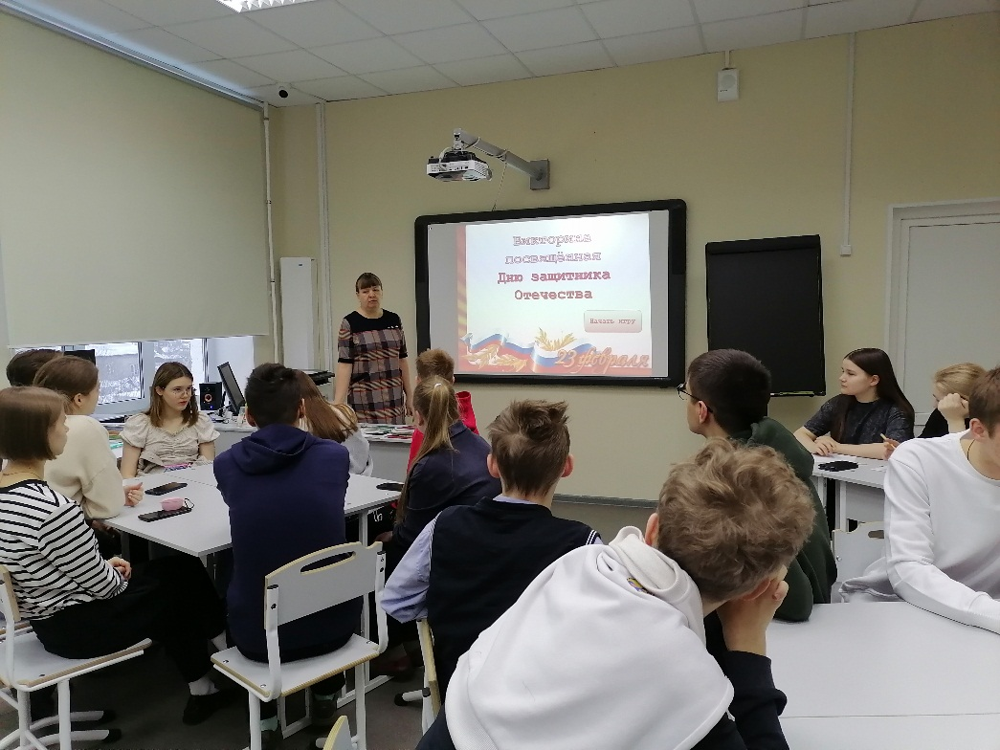 Викторина
посвящённая
Дню защитника
Отечества
Начать игру
23 февраля